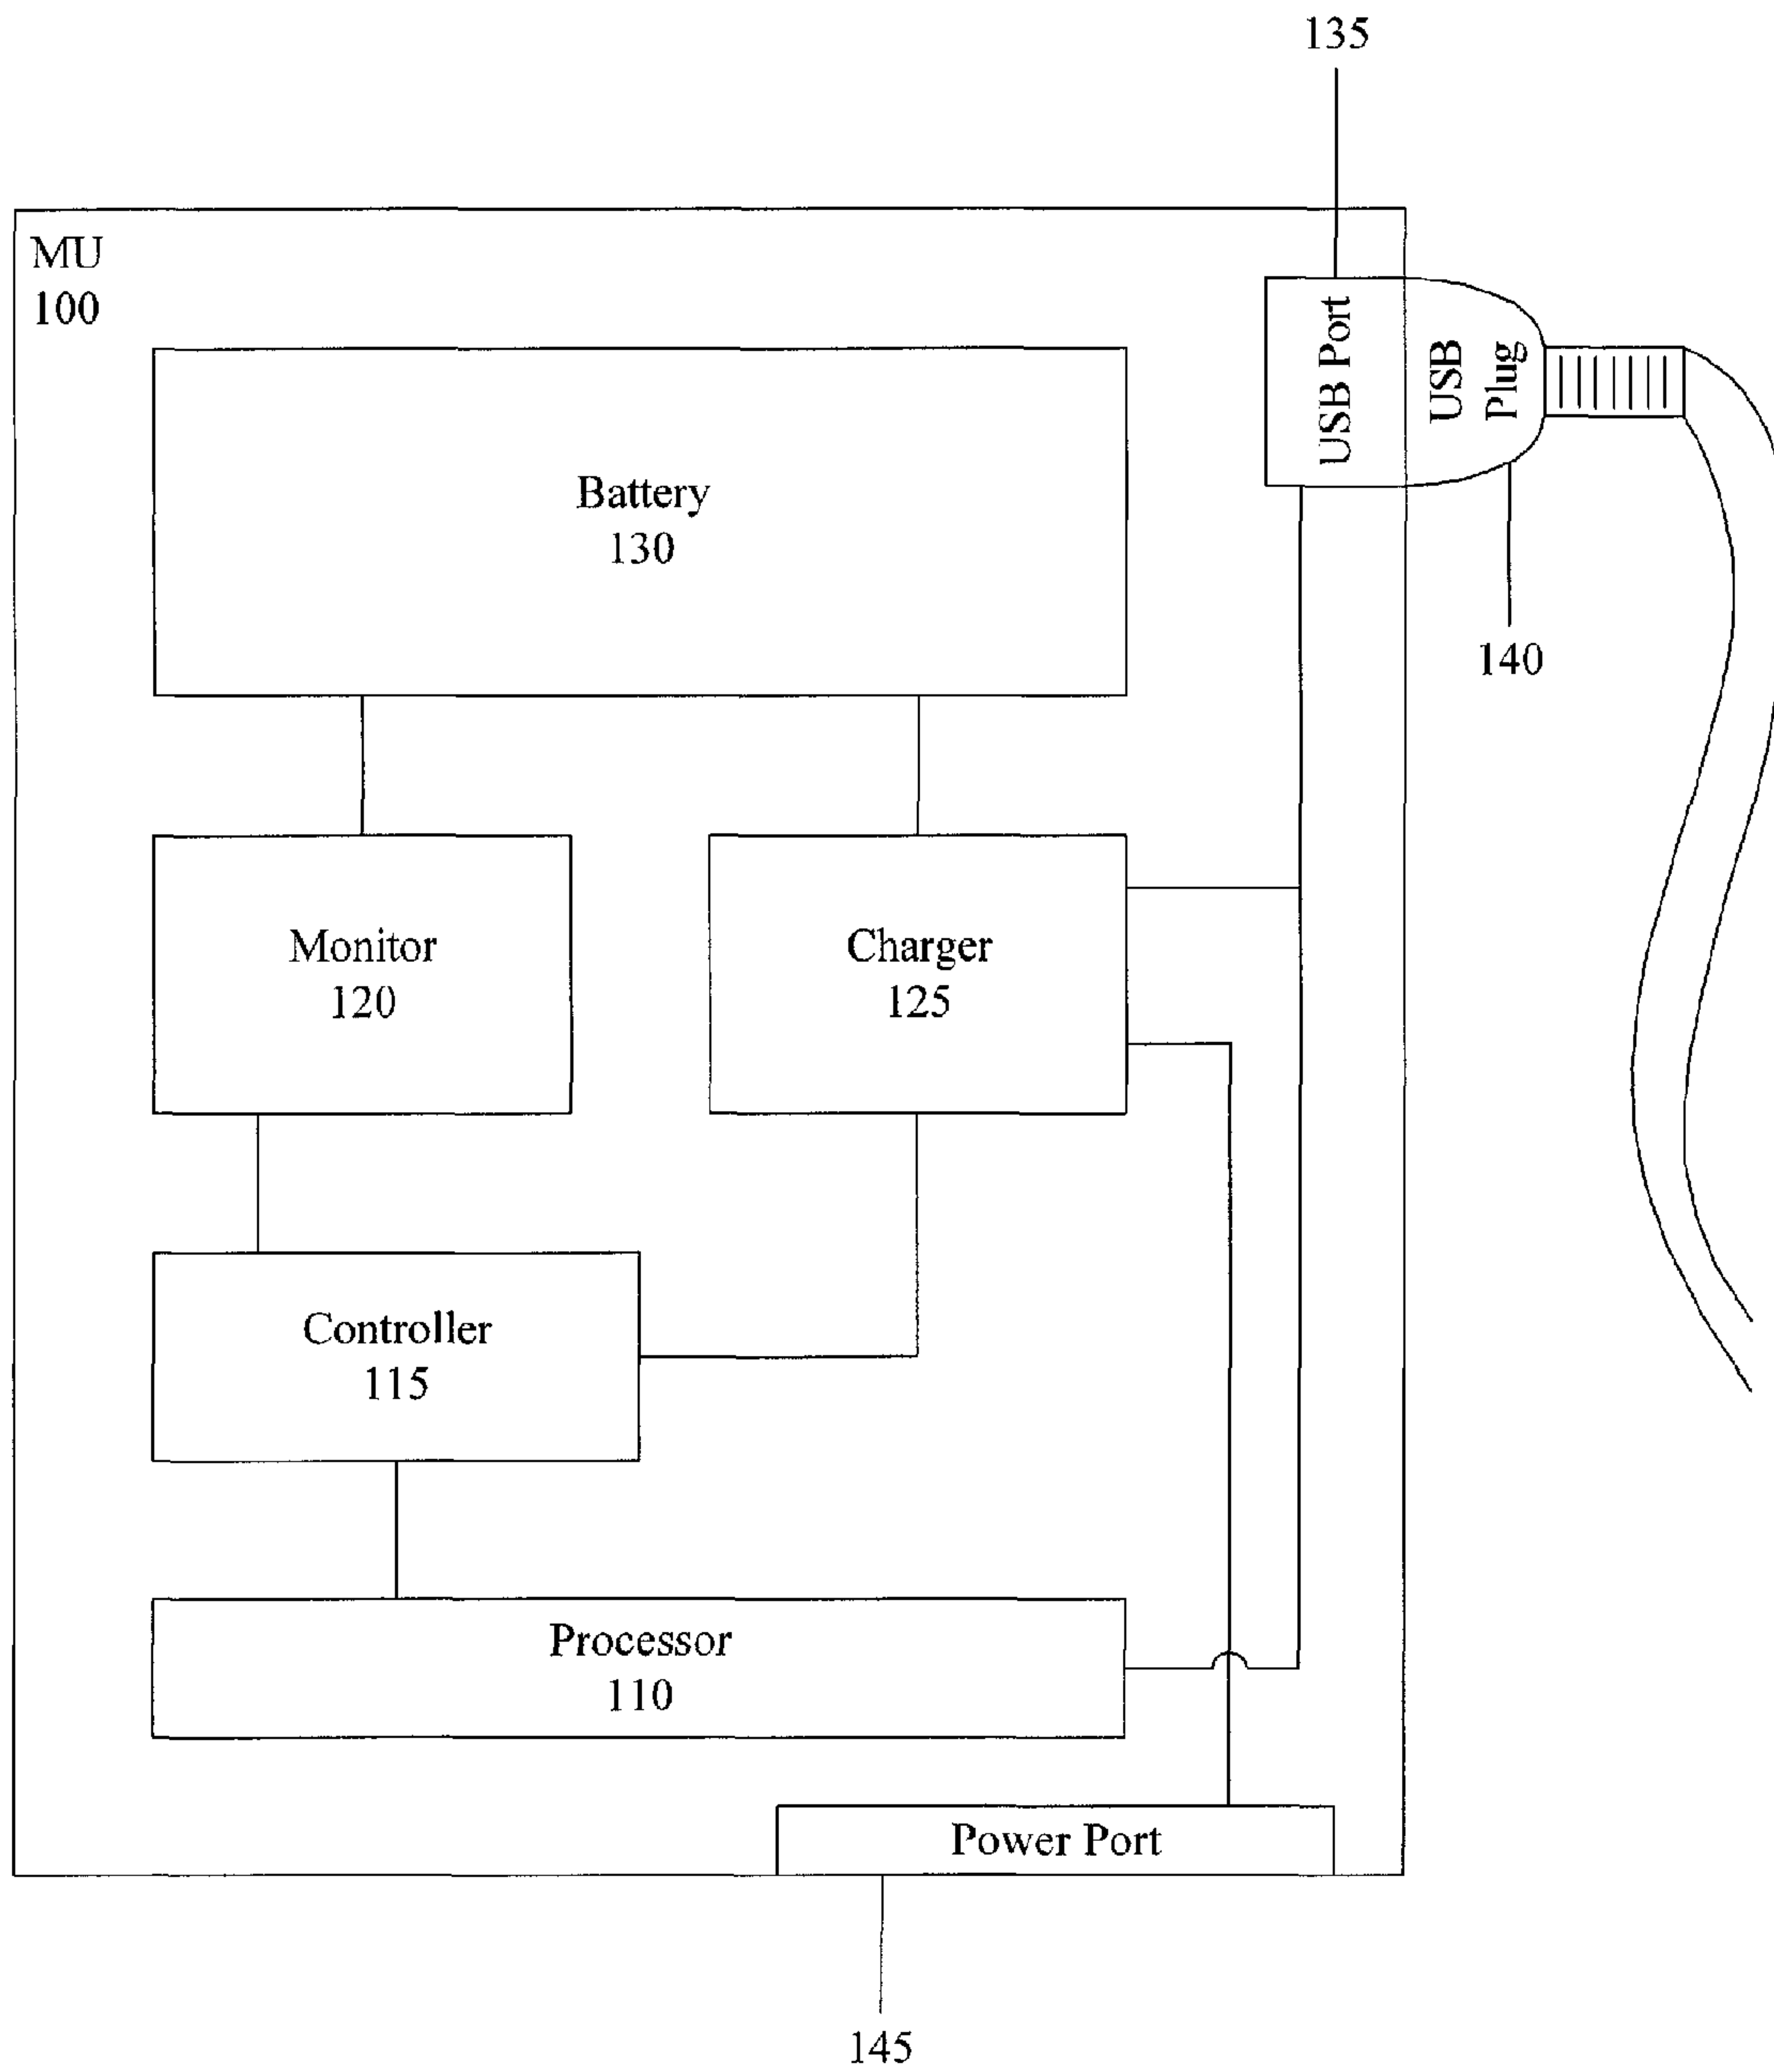 135
MU
100
USB Port
USB
Plug
Battery
130
140
Monitor
120
Charger
125
Controller
115
Processor
110
Power Port
145